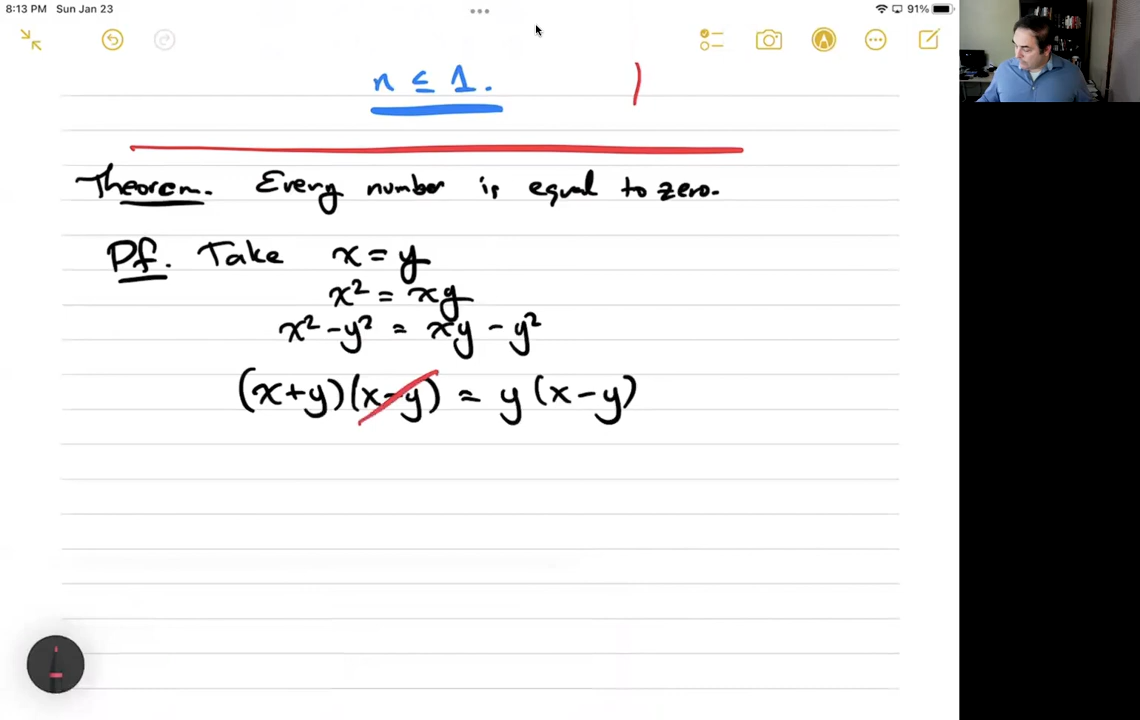 8:13 PM Sun Jan 23
91%
n ≤ 1.
Theorem. Every number is equal to zero.
Pf. Take x = y
x² = xy
x² - y² = xy - y²
(x+y)(x-y) = y(x-y)